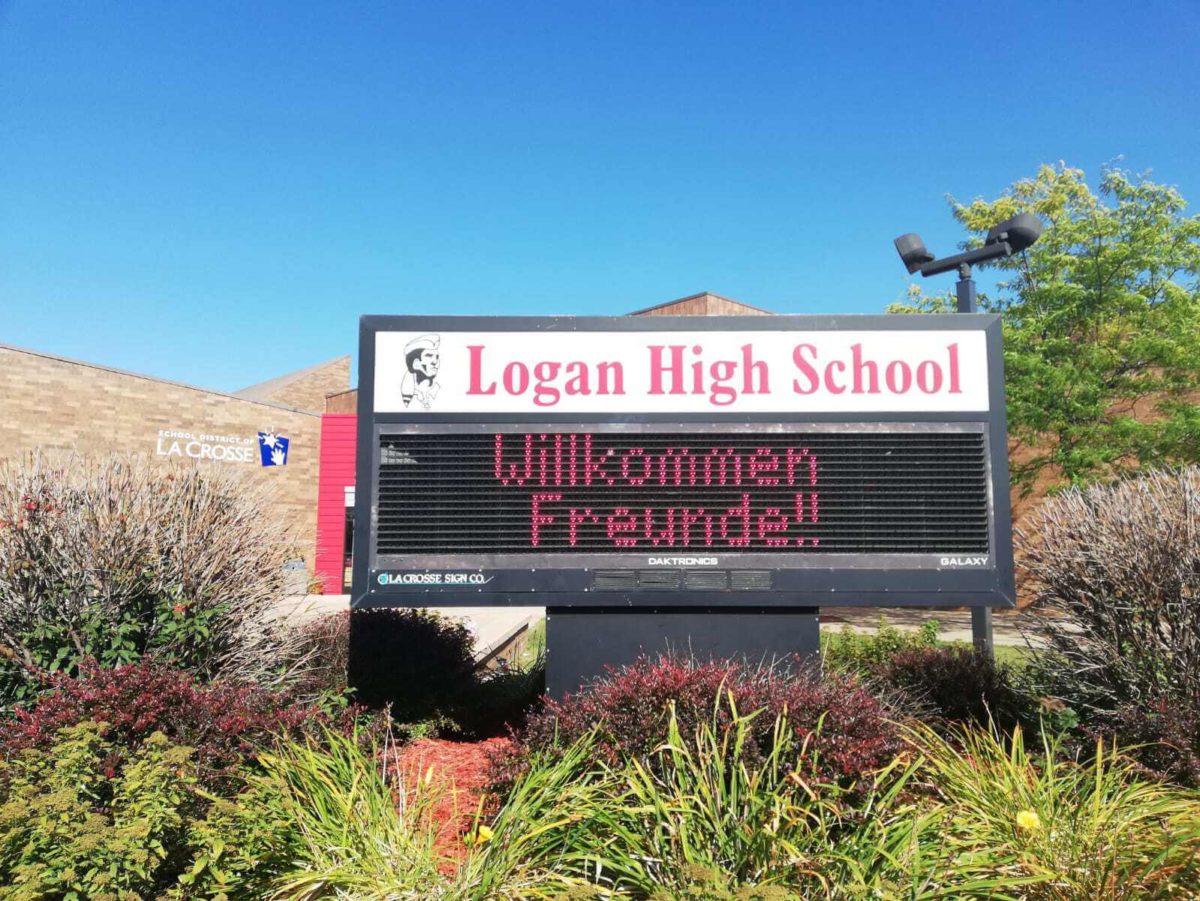 Logan High School
SCHOOL DISTRICT OF
LA CROSSE
Willkommen
Freunde!!
DAKTRONICS
GALAXY
LA CROSSE SIGN CO.